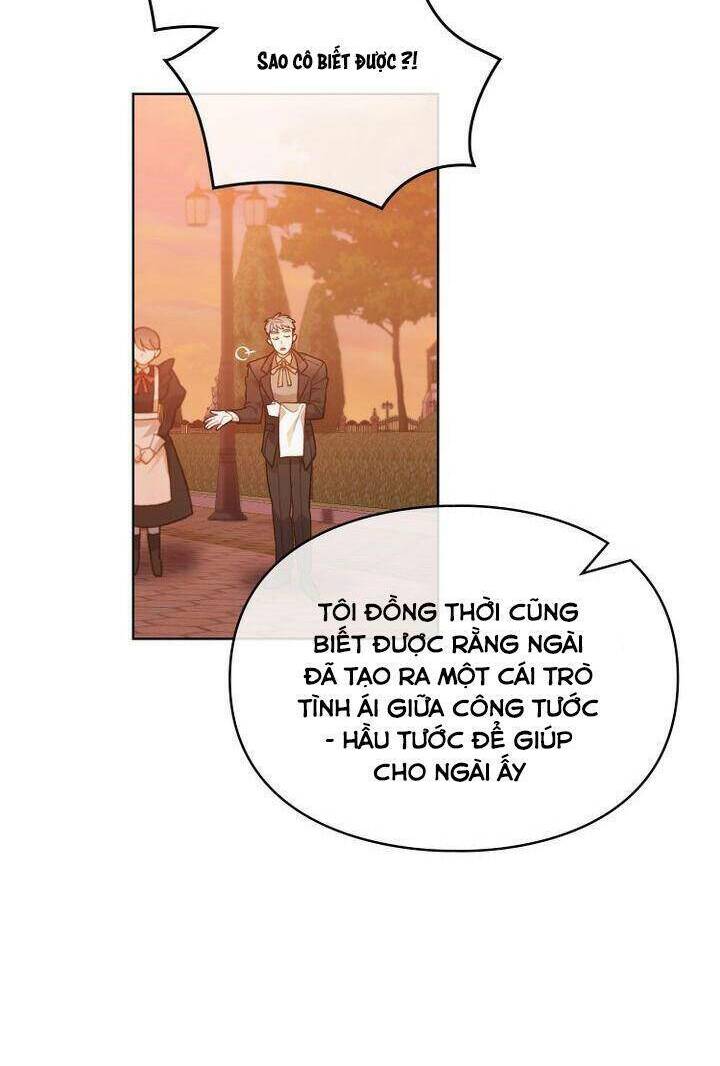 SAO CÔ BIẾT ĐƯỢC?!
TÔI ĐỒNG THỜI CŨNG
BIẾT ĐƯỢC RẰNG NGÀI
ĐÃ TẠO RA MỘT CÁI TRÒ
TÌNH ÁI GIỮA CÔNG TƯỚC
- HẦU TƯỚC ĐỂ GIÚP
CHO NGÀI ẤY